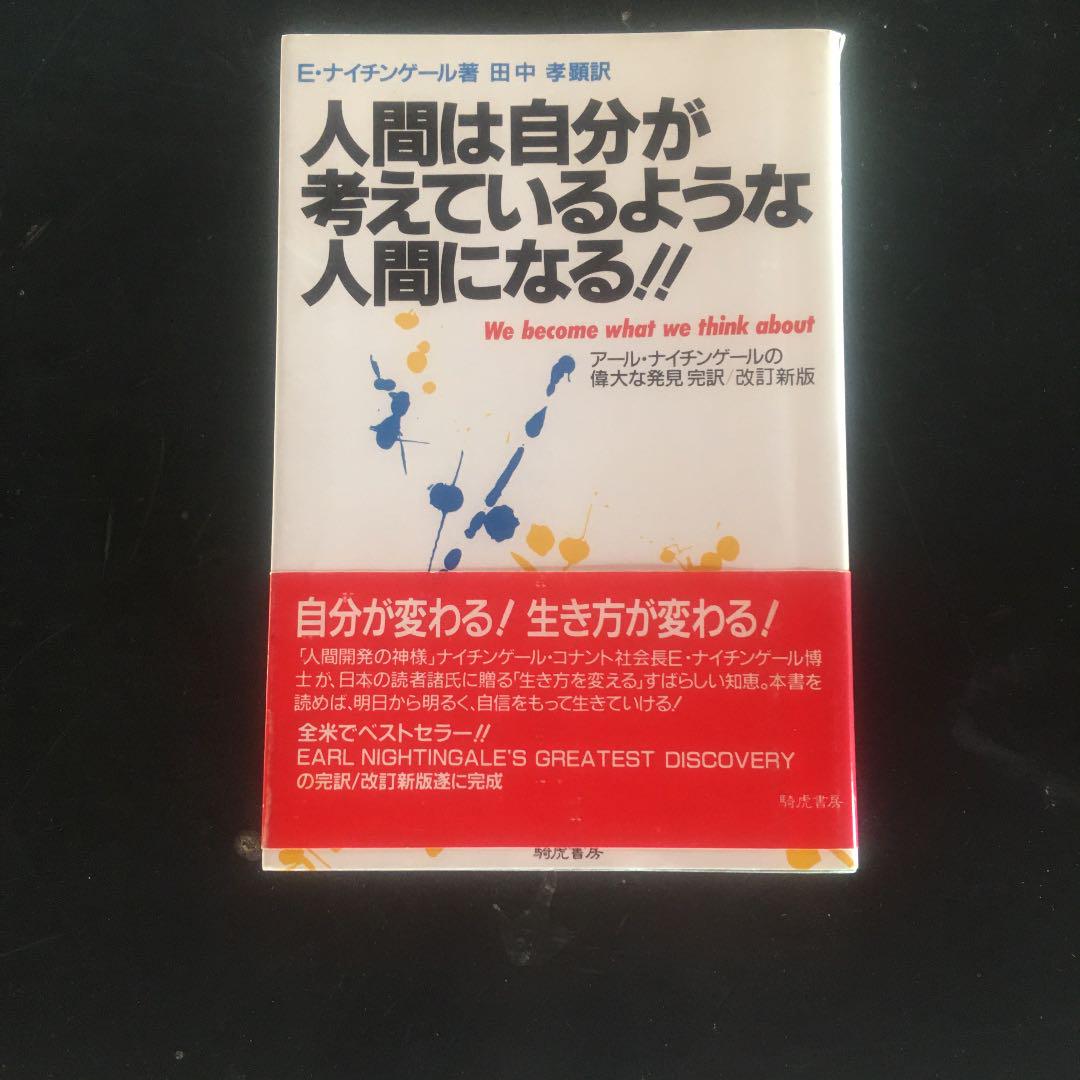 E・ナイチンゲール著 田中 孝顕訳
人間は自分が
考えているような
人間になる!!
We become what we think about
アール・ナイチンゲールの
偉大な発見 完訳/改訂新版
自分が変わる! 生き方が変わる!
「人間開発の神様」ナイチンゲール・コナント社会長E・ナイチンゲール博
士が、日本の読者諸氏に贈る「生き方を変える」すばらしい知恵。本書を
読めば、明日から明るく、自信をもって生きていける!
全米でベストセラー!!
EARL NIGHTINGALE'S GREATEST DISCOVERY
の完訳/改訂新版遂に完成
騎虎書房
騎虎書房